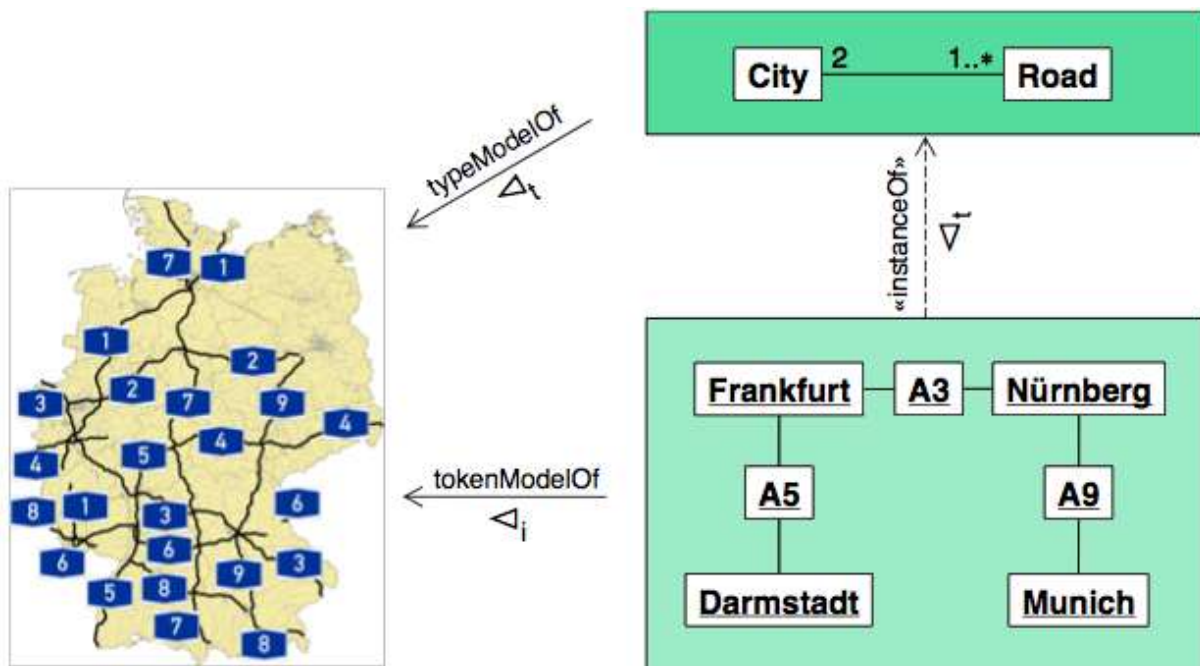 City 2 1..* Road
typeModelOf
◁t
«instanceOf»
◁t
7 1
1
2
2
3 7 9
4
4
5
4
8 1 3 6
6 6
3
9
5 8
7
8
tokenModelOf
◁i
Frankfurt A3 Nürnberg
A5 A9
Darmstadt Munich